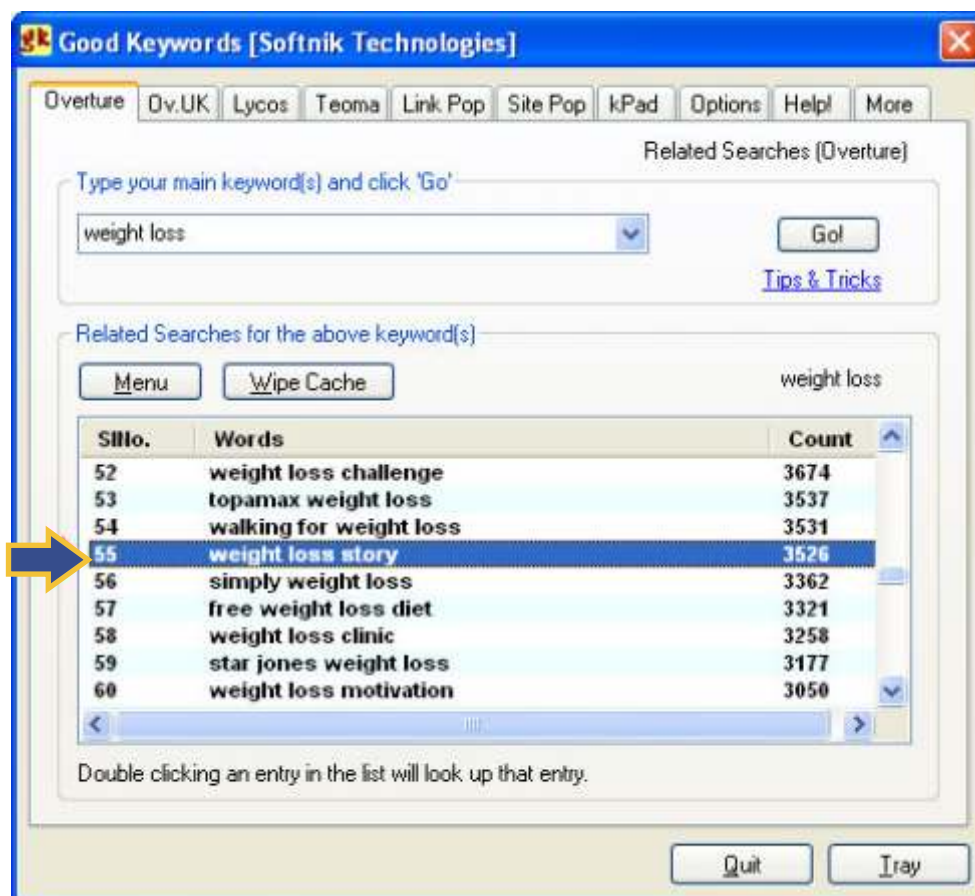 gk Good Keywords [Softnik Technologies]
Overture Ov.UK Lycos Teoma Link Pop Site Pop kPad Options Help! More
Related Searches (Overture)
Type your main keyword(s) and click 'Go'
weight loss Go!
Tips & Tricks
Related Searches for the above keyword(s)
Menu Wipe Cache weight loss
SlNo. Words Count
52 weight loss challenge 3674
53 topamax weight loss 3537
54 walking for weight loss 3531
55 weight loss story 3526
56 simply weight loss 3362
57 free weight loss diet 3321
58 weight loss clinic 3258
59 star jones weight loss 3177
60 weight loss motivation 3050
Double clicking an entry in the list will look up that entry.
Quit Tray